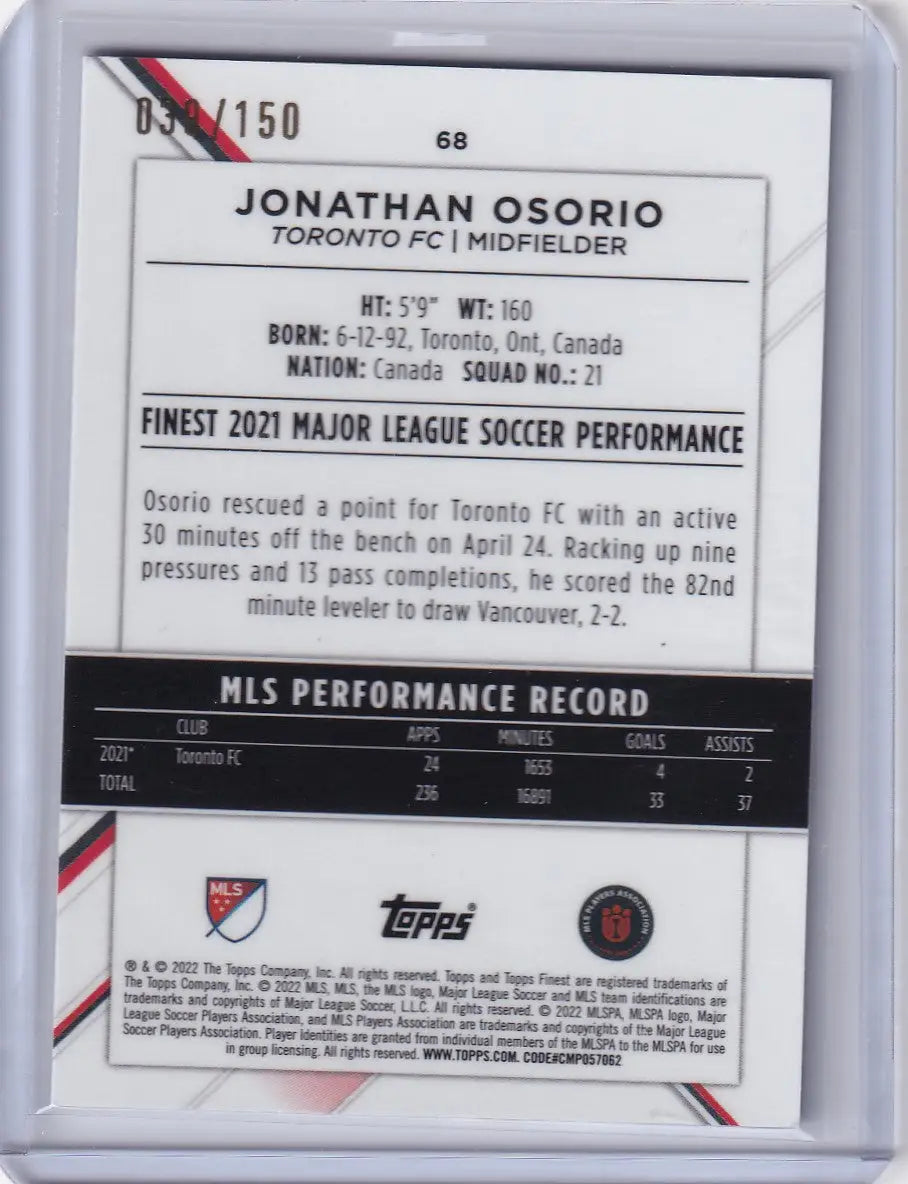 /150
68
JONATHAN OSORIO
TORONTO FC | MIDFIELDER
HT: 5'9" WT: 160
BORN: 6-12-92, Toronto, Ont, Canada
NATION: Canada SQUAD NO.: 21
FINEST 2021 MAJOR LEAGUE SOCCER PERFORMANCE
Osorio rescued a point for Toronto FC with an active
30 minutes off the bench on April 24. Racking up nine
pressures and 13 pass completions, he scored the 82nd
minute leveler to draw Vancouver, 2-2.
MLS PERFORMANCE RECORD
CLUB APPS MINUTES GOALS ASSISTS
2021* Toronto FC 24 1653 4 2
TOTAL 236 16891 33 37
MLS
Topps®
MLS PLAYERS ASSOCIATION
® & © 2022 The Topps Company, Inc. All rights reserved. Topps and Topps Finest are registered trademarks of
The Topps Company, Inc. © 2022 MLS, MLS, the MLS logo, Major League Soccer and MLS team identifications are
trademarks and copyrights of Major League Soccer, L.L.C. All rights reserved. © 2022 MLSPA, MLSPA logo, Major
League Soccer Players Association, and MLS Players Association are trademarks and copyrights of the Major League
Soccer Players Association. Player identities are granted from individual members of the MLSPA to the MLSPA for use
in group licensing. All rights reserved. WWW.TOPPS.COM. CODE#CMP057062